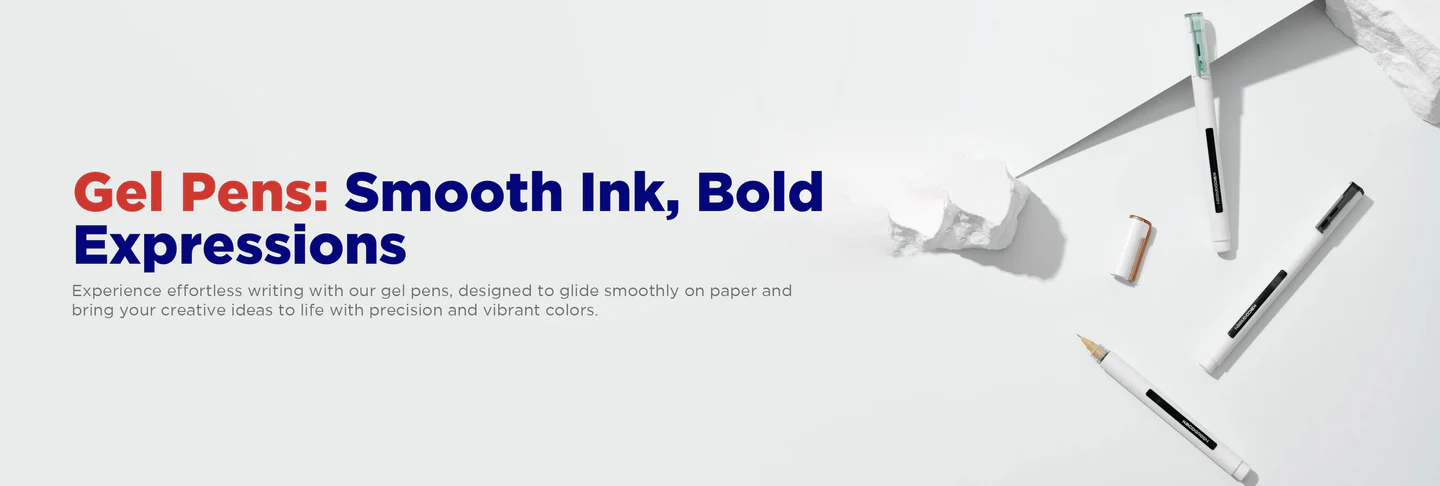 Gel Pens: Smooth Ink, Bold
Expressions
Experience effortless writing with our gel pens, designed to glide smoothly on paper and
bring your creative ideas to life with precision and vibrant colors.